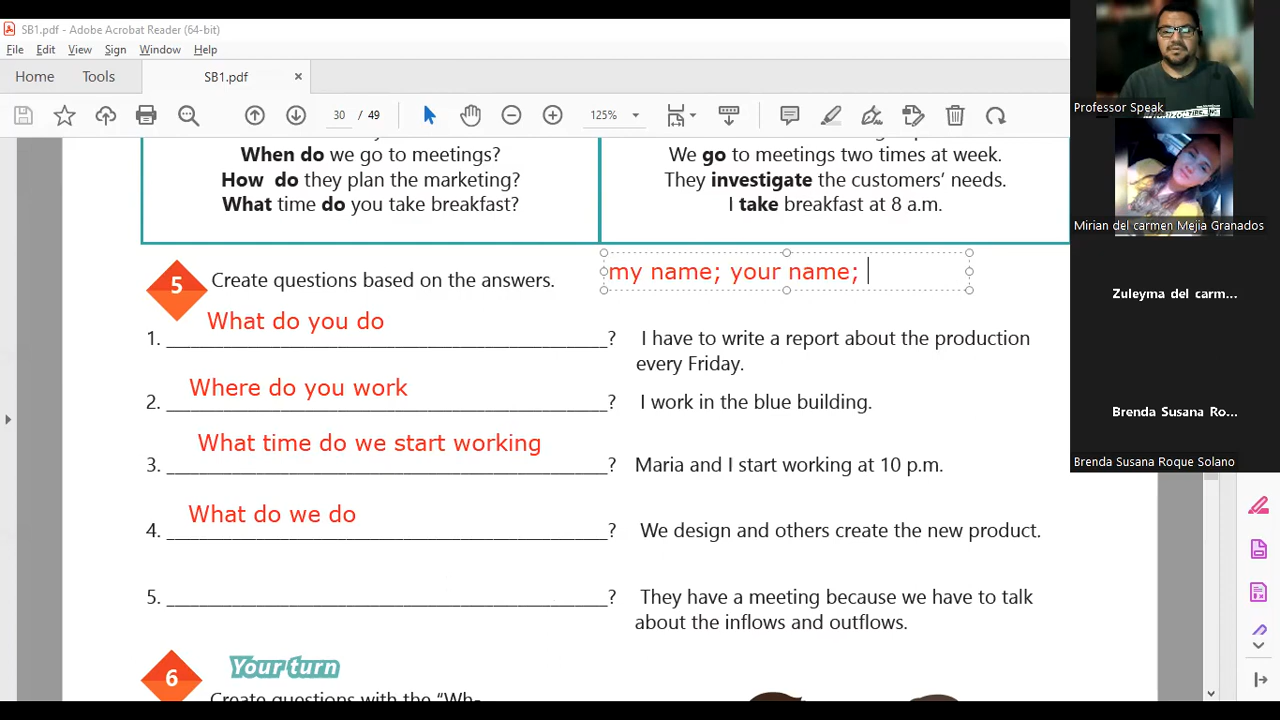 SB1.pdf - Adobe Acrobat Reader (64-bit)
File Edit View Sign Window Help
Home Tools SB1.pdf ×
30 / 49 125%
When do we go to meetings?
How do they plan the marketing?
What time do you take breakfast?
We go to meetings two times at week.
They investigate the customers’ needs.
I take breakfast at 8 a.m.
my name; your name;
5 Create questions based on the answers.
What do you do
1. ? I have to write a report about the production
every Friday.
Where do you work
2. ? I work in the blue building.
What time do we start working
3. ? Maria and I start working at 10 p.m.
What do we do
4. ? We design and others create the new product.
5. ? They have a meeting because we have to talk
about the inflows and outflows.
6 Your turn
Create questions with the “Wh-
Professor Speak
Mirian del carmen Mejia Granados
Zuleyma del carm...
Brenda Susana Ro...
Brenda Susana Roque Solano